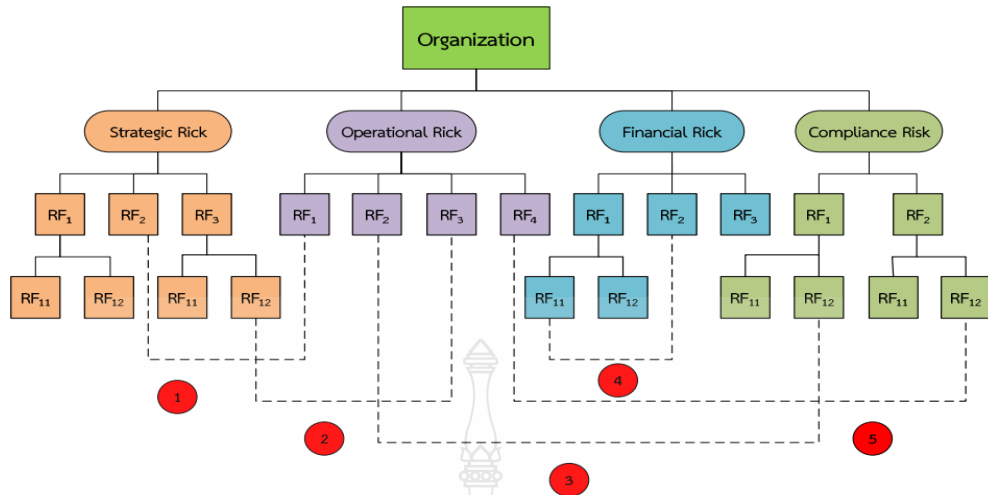 Organization
Strategic Rick
Operational Rick
Financial Rick
Compliance Risk
RF₁
RF₂
RF₃
RF₁
RF₂
RF₃
RF₄
RF₁
RF₂
RF₃
RF₁
RF₂
RF₁₁
RF₁₂
RF₁₁
RF₁₂
RF₁₁
RF₁₂
RF₁₁
RF₁₂
RF₁₁
RF₁₂
1
2
3
4
5